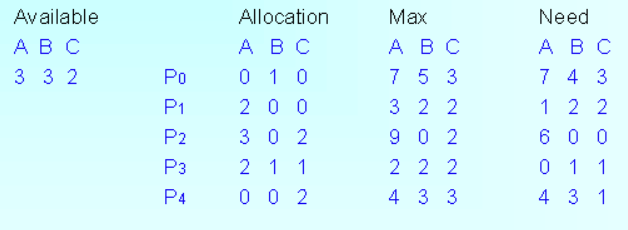 Available Allocation Max Need
A B C A B C A B C A B C
3 3 2 P0 0 1 0 7 5 3 7 4 3
P1 2 0 0 3 2 2 1 2 2
P2 3 0 2 9 0 2 6 0 0
P3 2 1 1 2 2 2 0 1 1
P4 0 0 2 4 3 3 4 3 1